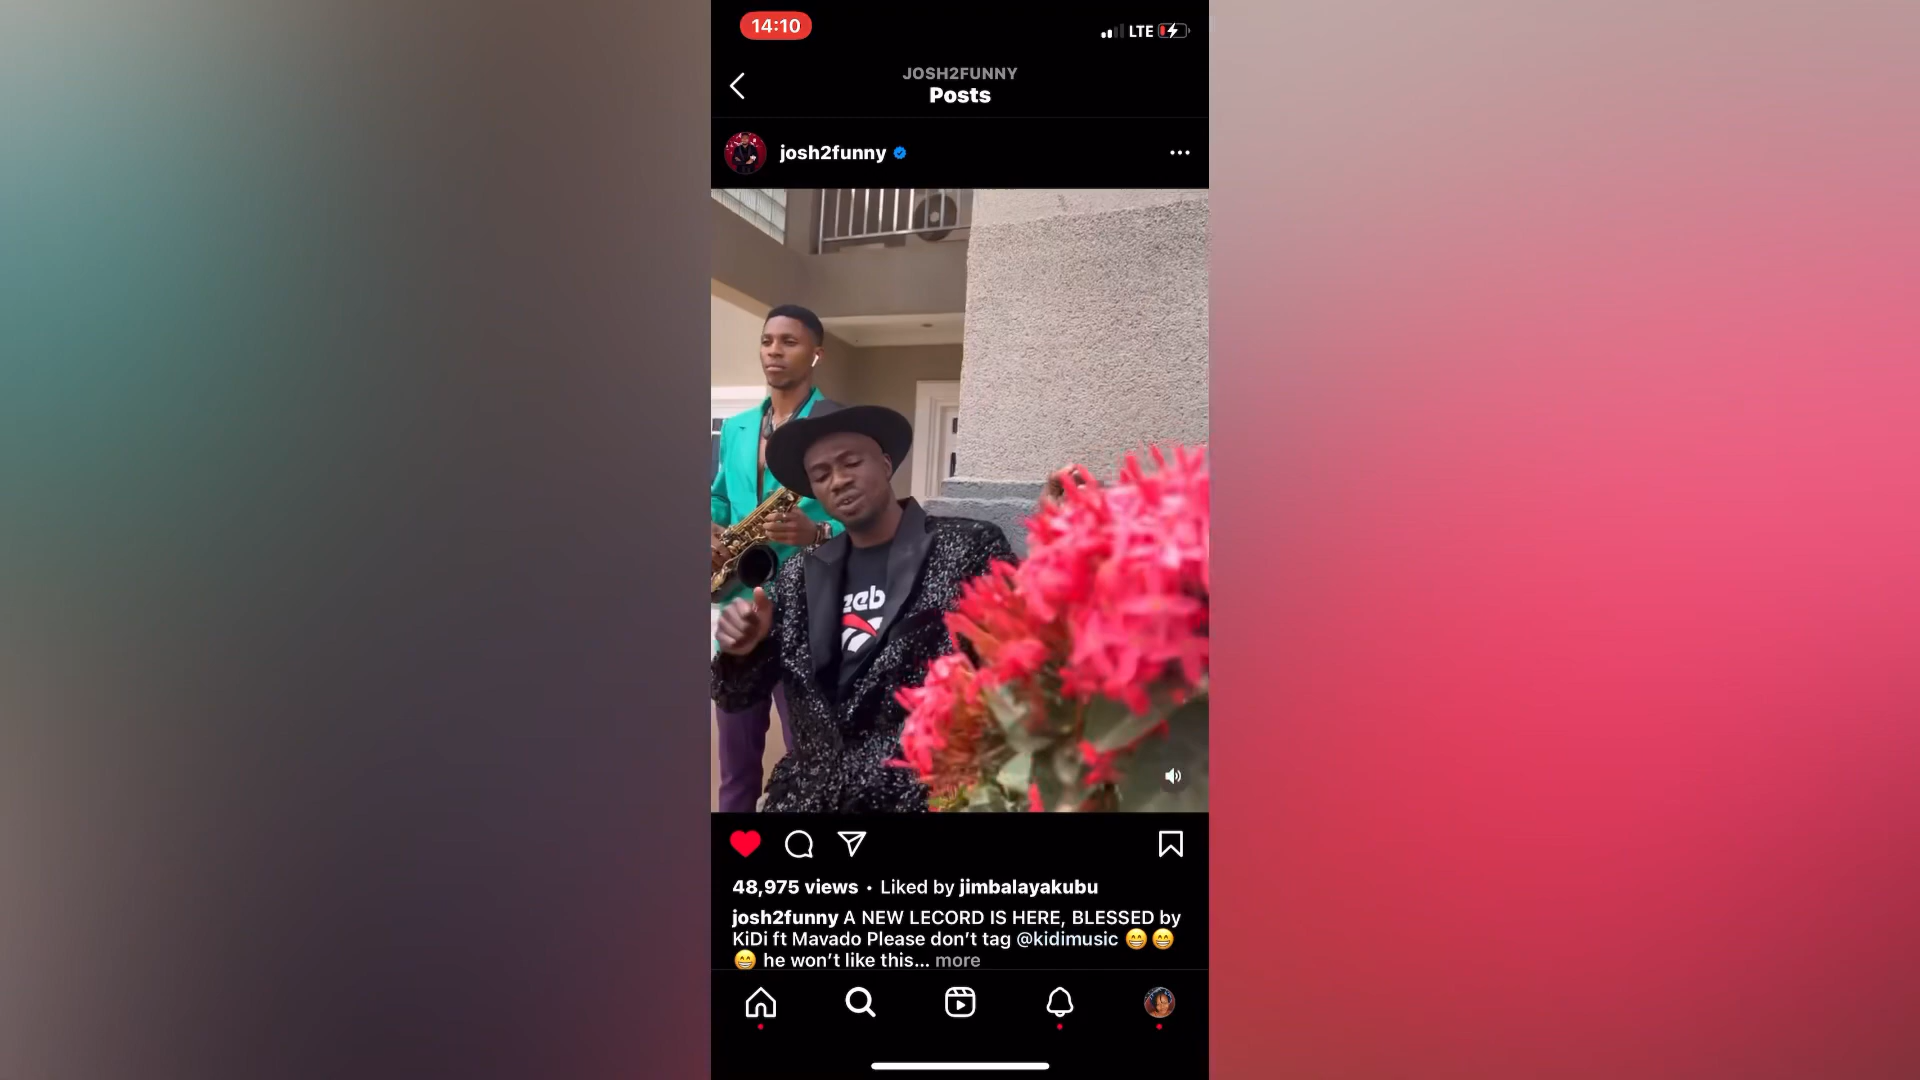 14:10
LTE
JOSH2FUNNY
Posts
josh2funny
eeb
48,975 views • Liked by jimbalayakubu
josh2funny A NEW LECORD IS HERE, BLESSED by
KiDi ft Mavado Please don’t tag @kidimusic 😁😁
😁 he won’t like this... more